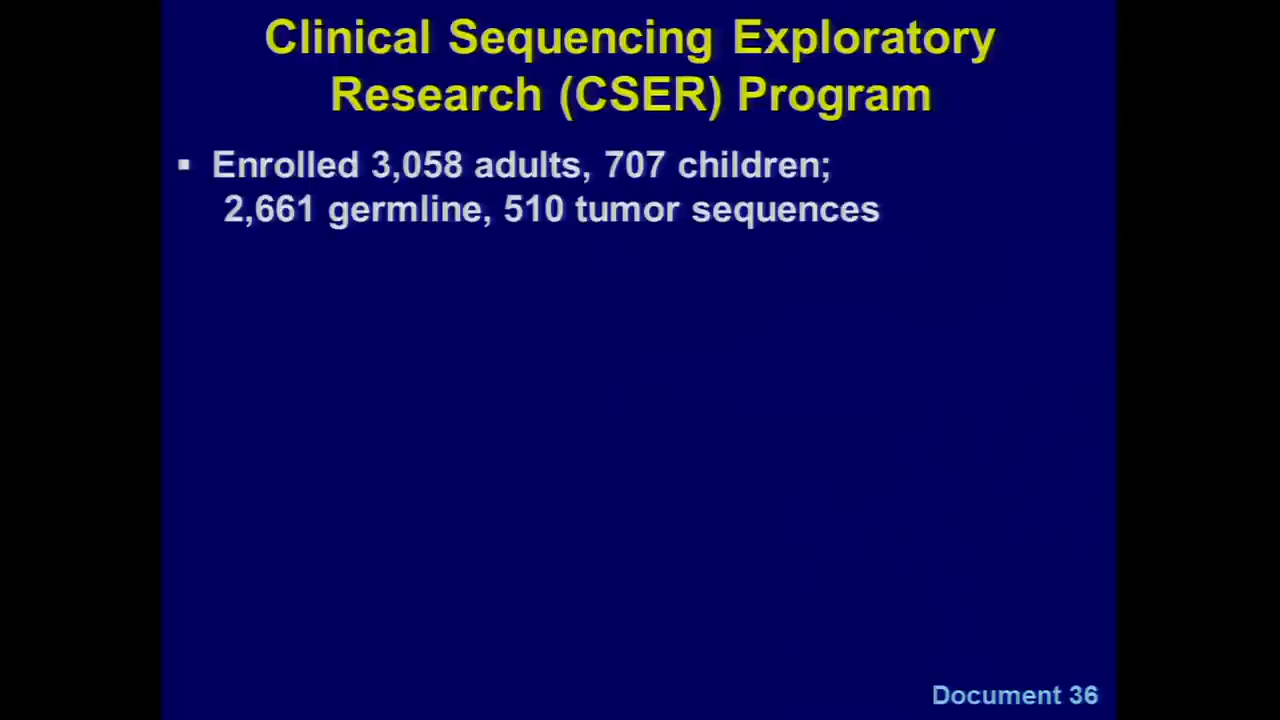 Clinical Sequencing Exploratory
Research (CSER) Program
▪ Enrolled 3,058 adults, 707 children;
2,661 germline, 510 tumor sequences
Document 36